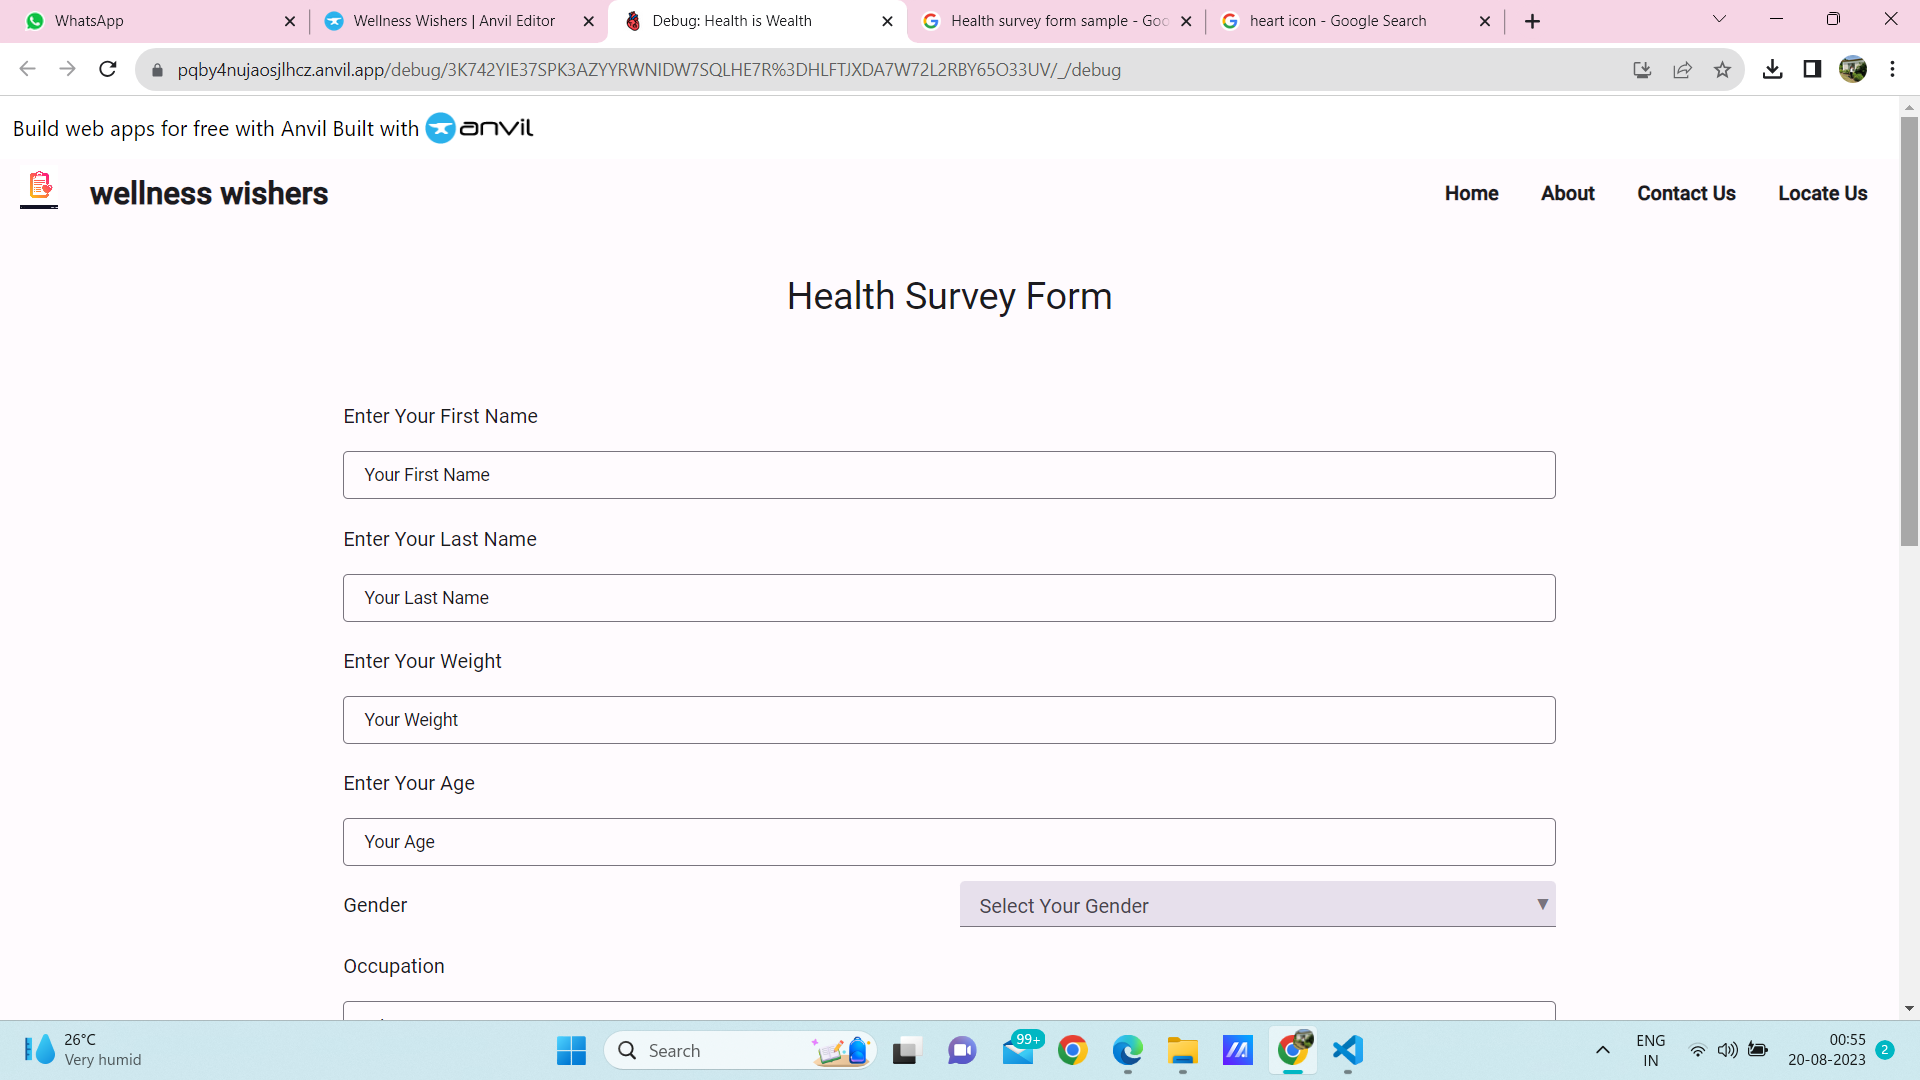 WhatsApp
Wellness Wishers | Anvil Editor
Debug: Health is Wealth
Health survey form sample - Goo
heart icon - Google Search
pqby4nujaosjlhcz.anvil.app/debug/3K742YIE37SPK3AZYYRWNIDW7SQLHE7R%3DHLFTJXDA7W72L2RBY65O33UV/_/debug
Build web apps for free with Anvil Built with anvil
wellness wishers
Home
About
Contact Us
Locate Us
Health Survey Form
Enter Your First Name
Your First Name
Enter Your Last Name
Your Last Name
Enter Your Weight
Your Weight
Enter Your Age
Your Age
Gender
Select Your Gender
Occupation
26°C
Very humid
Search
99+
ENG
IN
00:55
20-08-2023
2